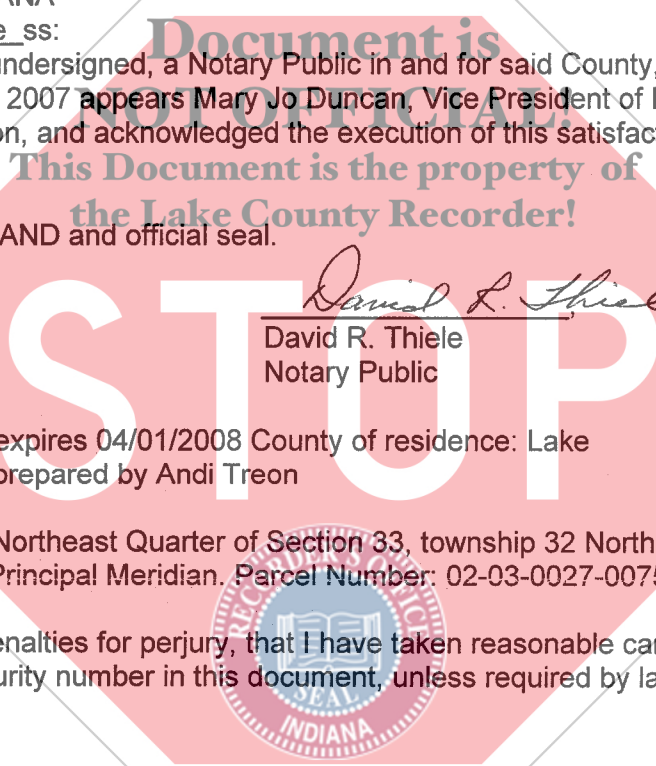 ANA
e ss:
Document is
undersigned, a Notary Public in and for said County,
2007 appears Mary Jo Duncan, Vice President of
NOT OFFICIAL!
on, and acknowledged the execution of this satisfac
This Document is the property of
the Lake County Recorder!
AND and official seal.
David R. Thiel
STOP
David R. Thiele
Notary Public
expires 04/01/2008 County of residence: Lake
prepared by Andi Treon
Northeast Quarter of Section 33, township 32 North
Principal Meridian. Parcel Number: 02-03-0027-0075
RECORDER'S OFFICE
enalties for perjury, that I have taken reasonable car
urity number in this document, unless required by la
SEAL
INDIANA